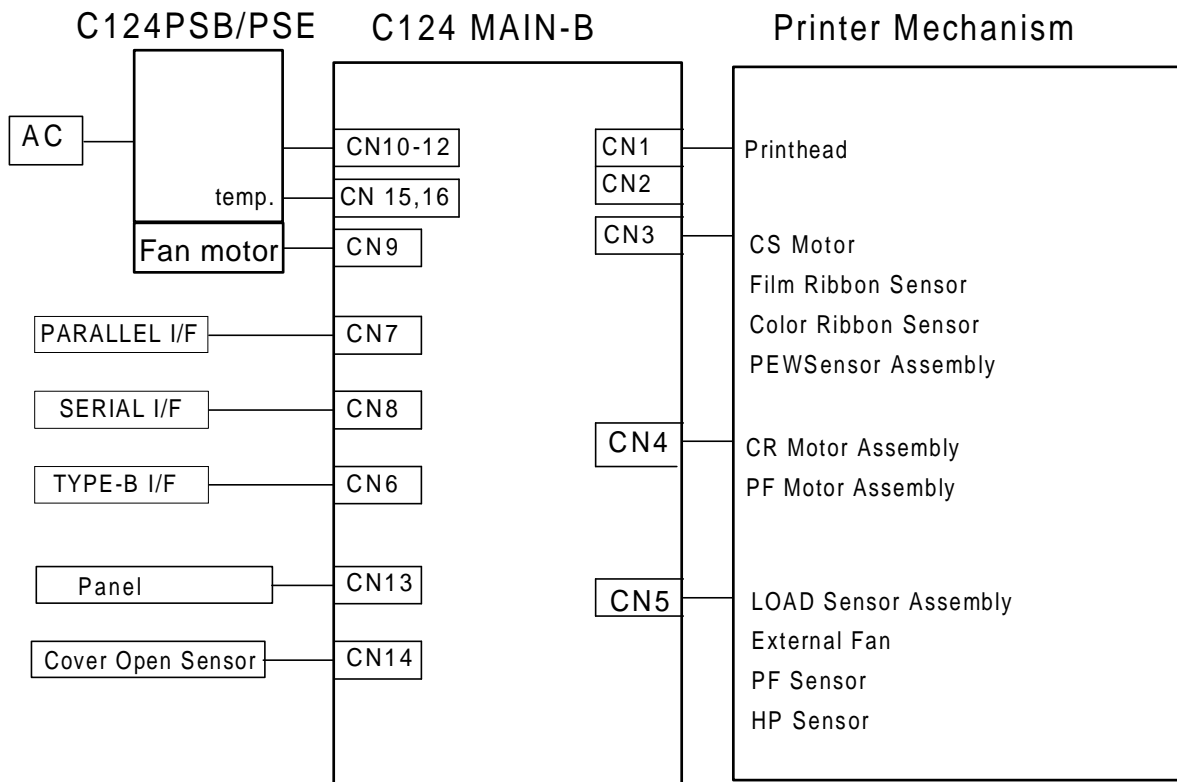 C124PSB/PSE
C124 MAIN-B
Printer Mechanism
AC
temp.
Fan motor
CN10-12
CN 15,16
CN9
PARALLEL I/F
CN7
SERIAL I/F
CN8
TYPE-B I/F
CN6
Panel
CN13
Cover Open Sensor
CN14
CN1
CN2
CN3
CN4
CN5
Printhead
CS Motor
Film Ribbon Sensor
Color Ribbon Sensor
PEWSensor Assembly
CR Motor Assembly
PF Motor Assembly
LOAD Sensor Assembly
External Fan
PF Sensor
HP Sensor